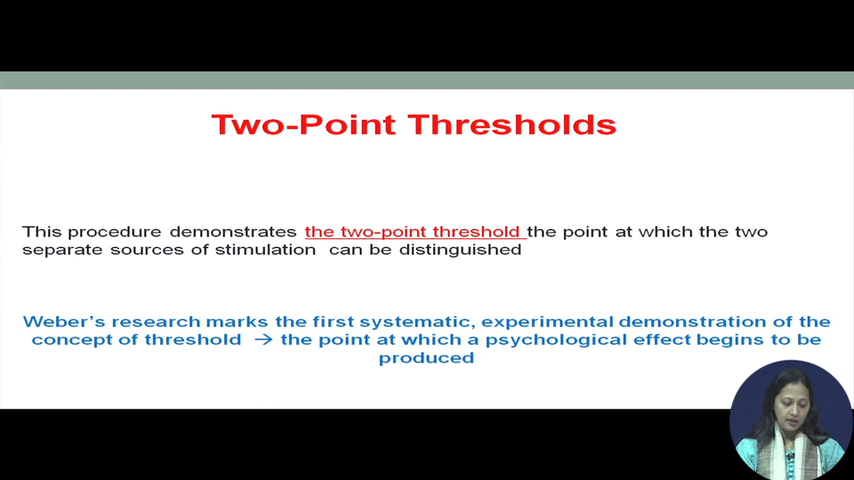 Two-Point Thresholds
This procedure demonstrates the two-point threshold the point at which the two
separate sources of stimulation can be distinguished
Weber's research marks the first systematic, experimental demonstration of the
concept of threshold → the point at which a psychological effect begins to be
produced